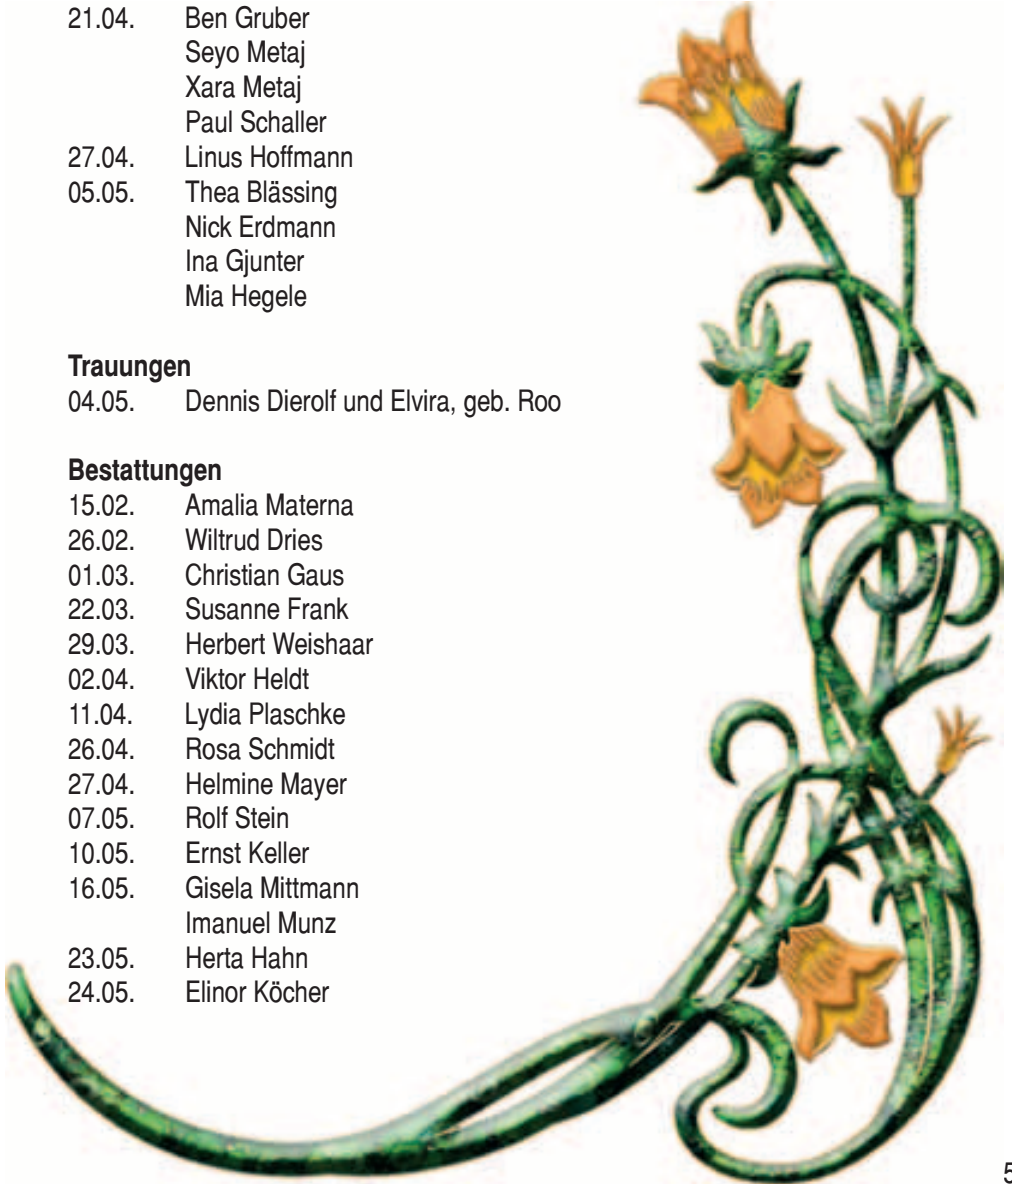 21.04. Ben Gruber
Seyo Metaj
Xara Metaj
Paul Schaller
27.04. Linus Hoffmann
05.05. Thea Blässing
Nick Erdmann
Ina Gjunter
Mia Hegele
Trauungen
04.05. Dennis Dierolf und Elvira, geb. Roo
Bestattungen
15.02. Amalia Materna
26.02. Wiltrud Dries
01.03. Christian Gaus
22.03. Susanne Frank
29.03. Herbert Weishaar
02.04. Viktor Heldt
11.04. Lydia Plaschke
26.04. Rosa Schmidt
27.04. Helmine Mayer
07.05. Rolf Stein
10.05. Ernst Keller
16.05. Gisela Mittmann
Imanuel Munz
23.05. Herta Hahn
24.05. Elinor Köcher
5